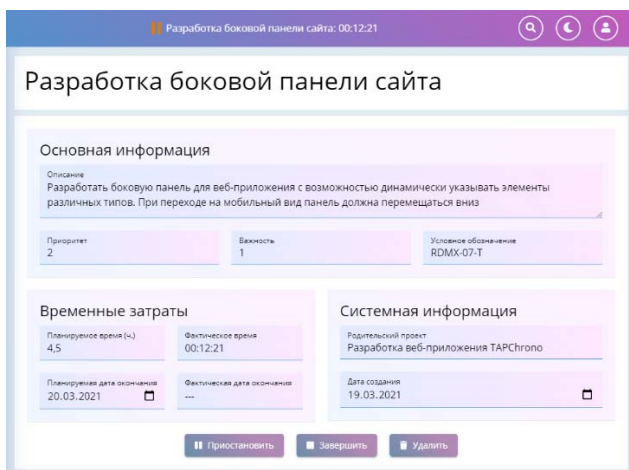 Разработка боковой панели сайта: 00:12:21
Разработка боковой панели сайта
Основная информация
Описание
Разработать боковую панель для веб-приложения с возможностью динамически указывать элементы
различных типов. При переходе на мобильный вид панель должна перемещаться вниз
Приоритет
2
Важность
1
Условное обозначение
RDMX-07-T
Временные затраты
Планируемое время (ч.)
4,5
Фактическое время
00:12:21
Планируемая дата окончания
20.03.2021
Фактическая дата окончания
---
Системная информация
Родительский проект
Разработка веб-приложения TAPChrono
Дата создания
19.03.2021
Приостановить
Завершить
Удалить